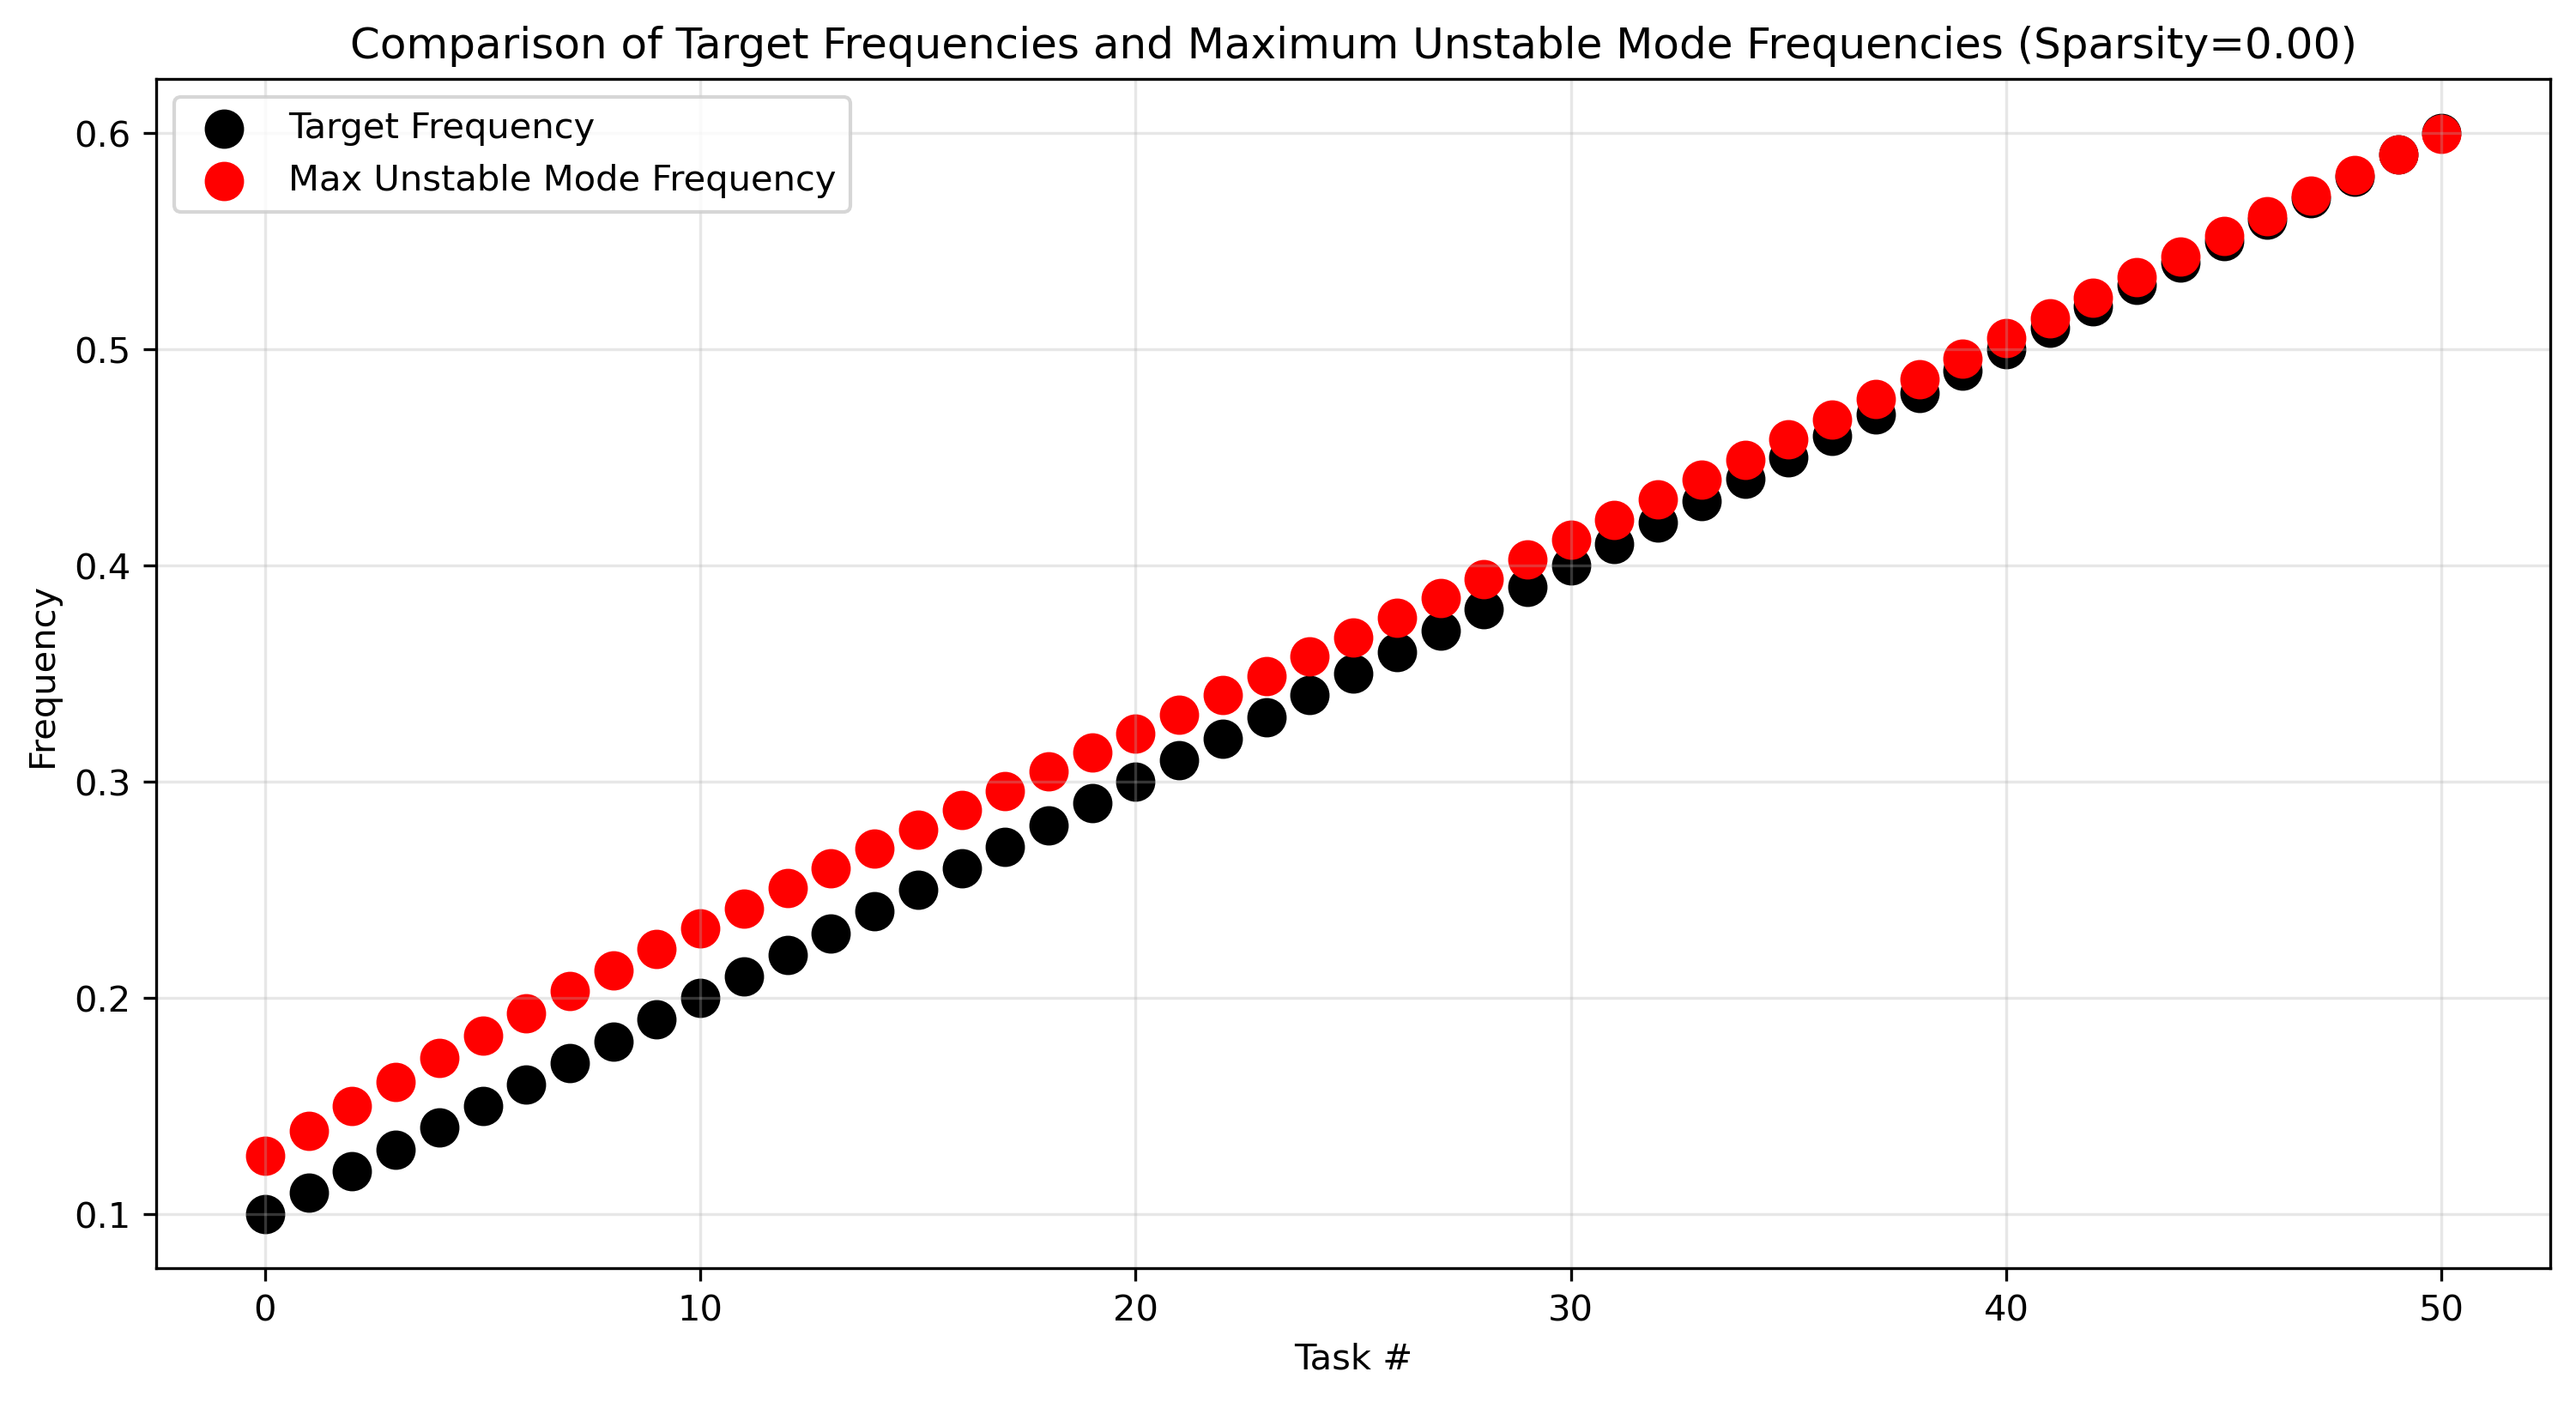 Comparison of Target Frequencies and Maximum Unstable Mode Frequencies (Sparsity=0.00)
Target Frequency
Max Unstable Mode Frequency
0.6
0.5
0.4
0.3
0.2
0.1
Frequency
0 10 20 30 40 50
Task #